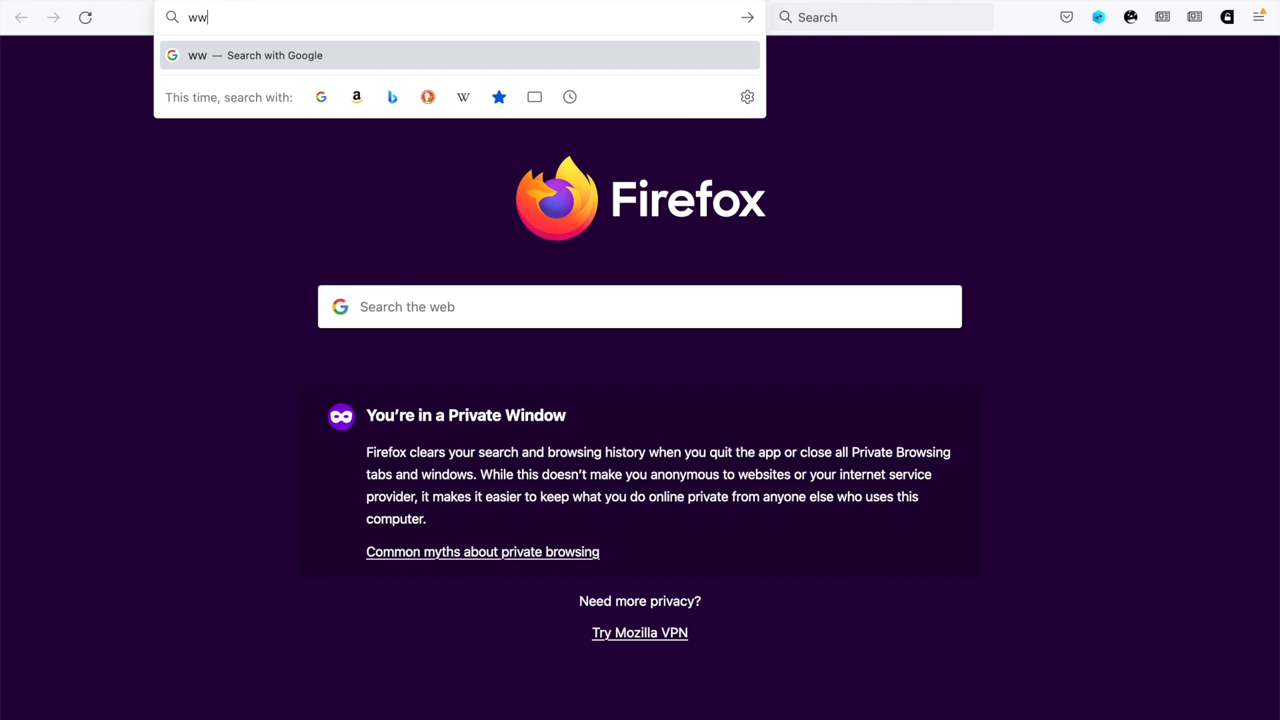 ww
Search
ww — Search with Google
This time, search with:
Firefox
Search the web
You’re in a Private Window
Firefox clears your search and browsing history when you quit the app or close all Private Browsing
tabs and windows. While this doesn’t make you anonymous to websites or your internet service
provider, it makes it easier to keep what you do online private from anyone else who uses this
computer.
Common myths about private browsing
Need more privacy?
Try Mozilla VPN